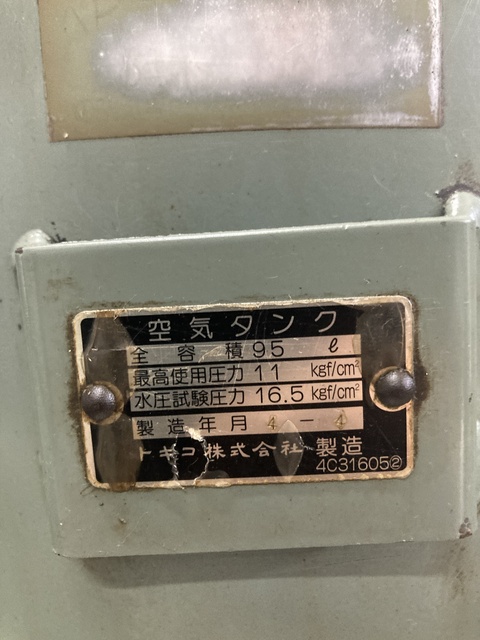 空気タンク
全容積 95 ℓ
最高使用圧力 11 kgf/cm²
水圧試験圧力 16.5 kgf/cm²
製造年月 4-4
トキコ株式会社 製造
4C31605②